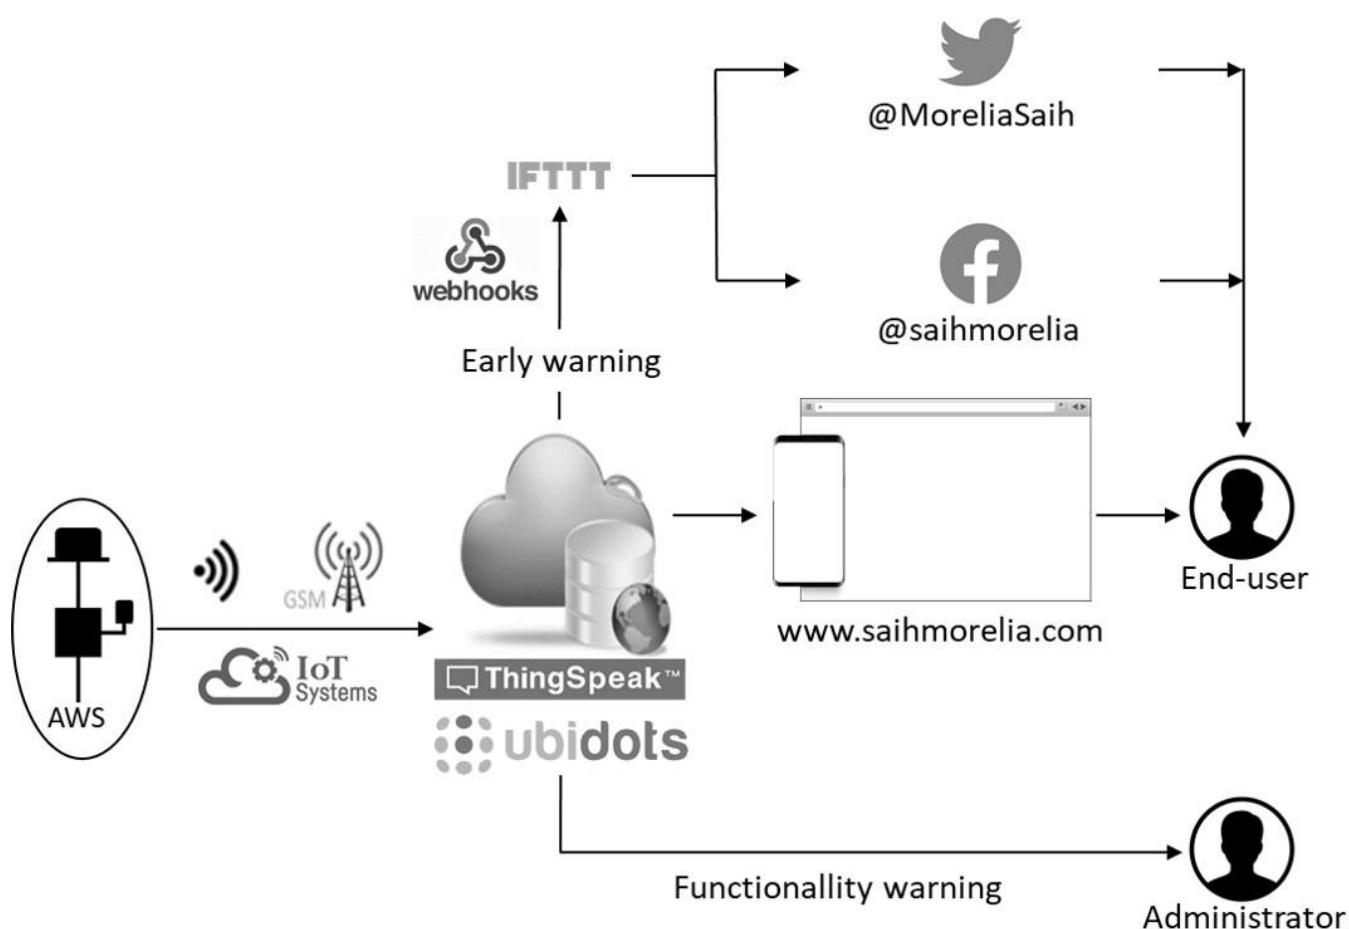 @MoreliaSaih
IFTTT
webhooks
@saihmorelia
Early warning
GSM
End-user
www.saihmorelia.com
IoT
Systems
ThingSpeak™
AWS
ubidots
Functionallity warning
Administrator